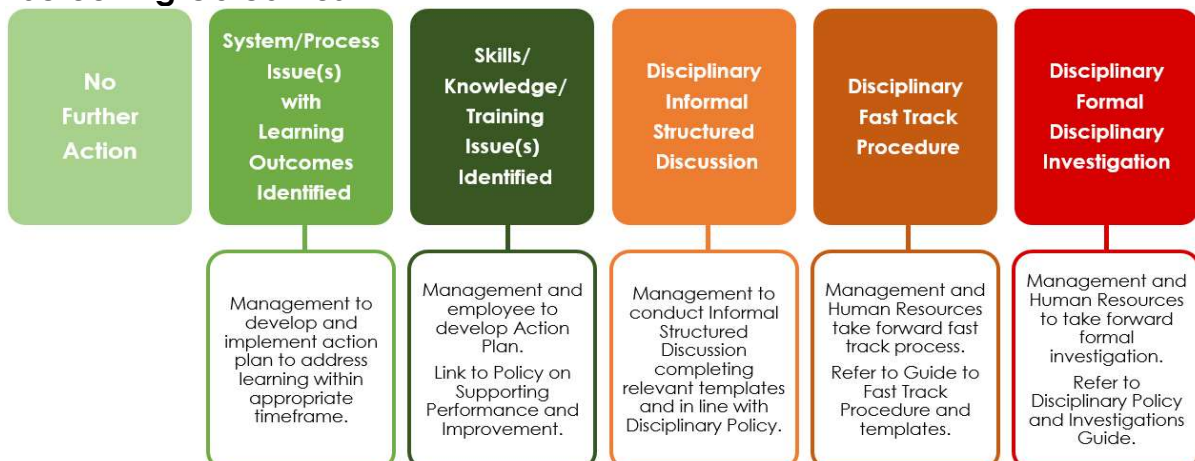 No
Further
Action
System/Process
Issue(s)
with
Learning
Outcomes
Identified
Skills/
Knowledge/
Training
Issue(s)
Identified
Disciplinary
Informal
Structured
Discussion
Disciplinary
Fast Track
Procedure
Disciplinary
Formal
Disciplinary
Investigation
Management to
develop and
implement action
plan to address
learning within
appropriate
timeframe.
Management and
employee to
develop Action
Plan.
Link to Policy on
Supporting
Performance and
Improvement.
Management to
conduct Informal
Structured
Discussion
completing
relevant templates
and in line with
Disciplinary Policy.
Management and
Human Resources
take forward fast
track process.
Refer to Guide to
Fast Track
Procedure and
templates.
Management and
Human Resources
to take forward
formal
investigation.
Refer to
Disciplinary Policy
and Investigations
Guide.